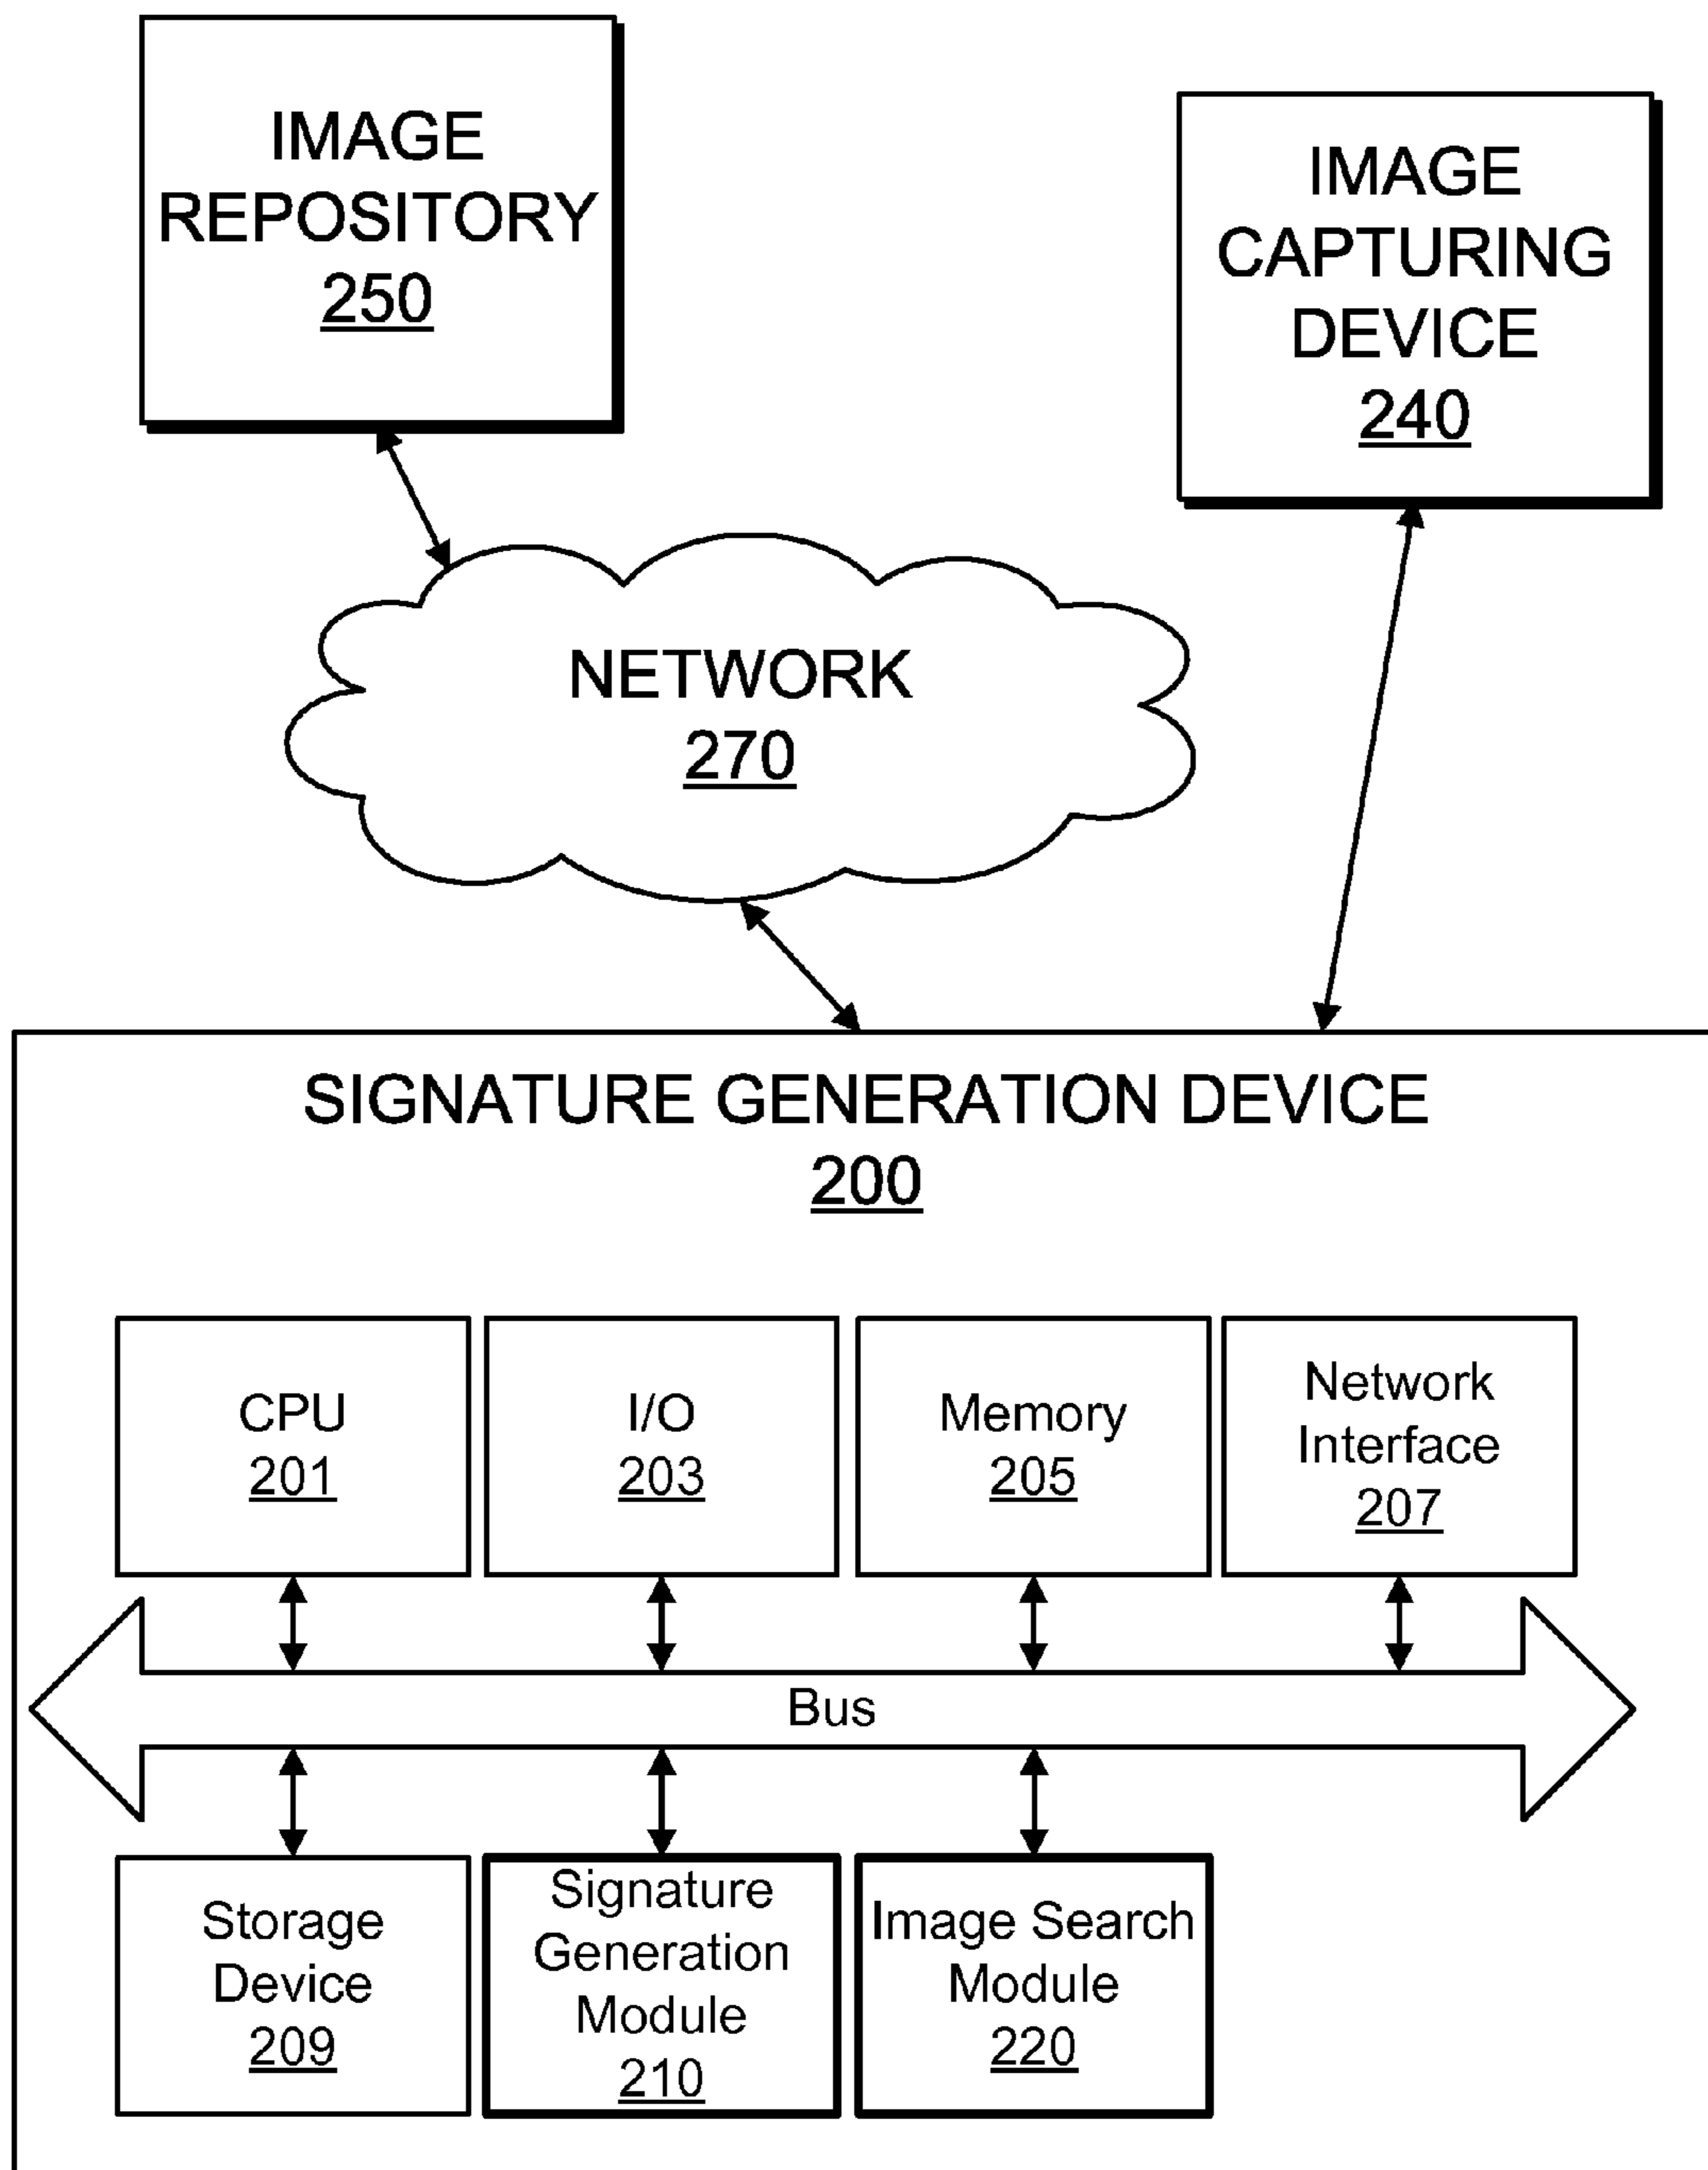 IMAGE
REPOSITORY
250
IMAGE
CAPTURING
DEVICE
240
NETWORK
270
SIGNATURE GENERATION DEVICE
200
CPU
201
I/O
203
Memory
205
Network
Interface
207
Bus
Storage
Device
209
Signature
Generation
Module
210
Image Search
Module
220